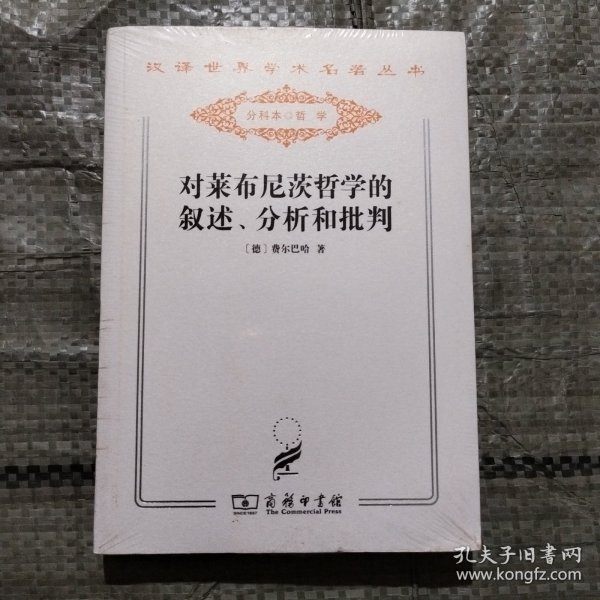 汉译世界学术名著丛书
分科本 哲学
对莱布尼茨哲学的
叙述、分析和批判
〔德〕费尔巴哈 著
SINCE1897
商务印书馆
The Commercial Press
孔夫子旧书网
www.kongfz.com